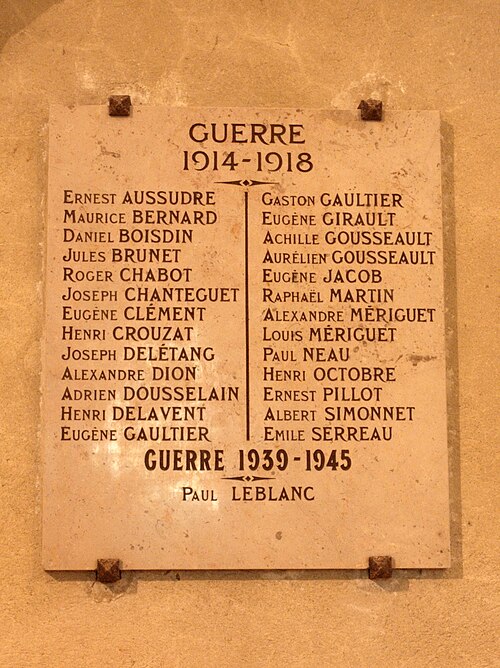 GUERRE
1914-1918
ERNEST AUSSUDRE
MAURICE BERNARD
DANIEL BOISDIN
JULES BRUNET
ROGER CHABOT
JOSEPH CHANTEGUET
EUGÈNE CLÉMENT
HENRI CROUZAT
JOSEPH DELÉTANG
ALEXANDRE DION
ADRIEN DOUSSELAIN
HENRI DELAVENT
EUGÈNE GAULTIER
GASTON GAULTIER
EUGÈNE GIRAULT
ACHILLE GOUSSEAULT
AURÉLIEN GOUSSEAULT
EUGÈNE JACOB
RAPHAËL MARTIN
ALEXANDRE MÉRIGUET
LOUIS MÉRIGUET
PAUL NEAU
HENRI OCTOBRE
ERNEST PILLOT
ALBERT SIMONNET
EMILE SERREAU
GUERRE 1939-1945
PAUL LEBLANC